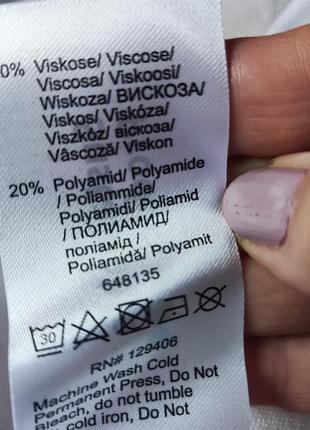 0% Viskose/ Viscose/
Viscosa/ Viskoosi/
Wiskoza/ ВИСКОЗА/
Viskos/ Viskóza/
Viszkóz/ віскоза/
Vâscoză/ Viskon
20% Polyamid/ Polyamide
/ Poliammide/
Polyamidi/ Poliamid
/ ПОЛИАМИД/
поліамід /
Poliamidă/ Polyamit
648135
30
RN# 129406
Machine Wash Cold
Permanent Press, Do Not
Bleach, do not tumble
cold iron, Do Not